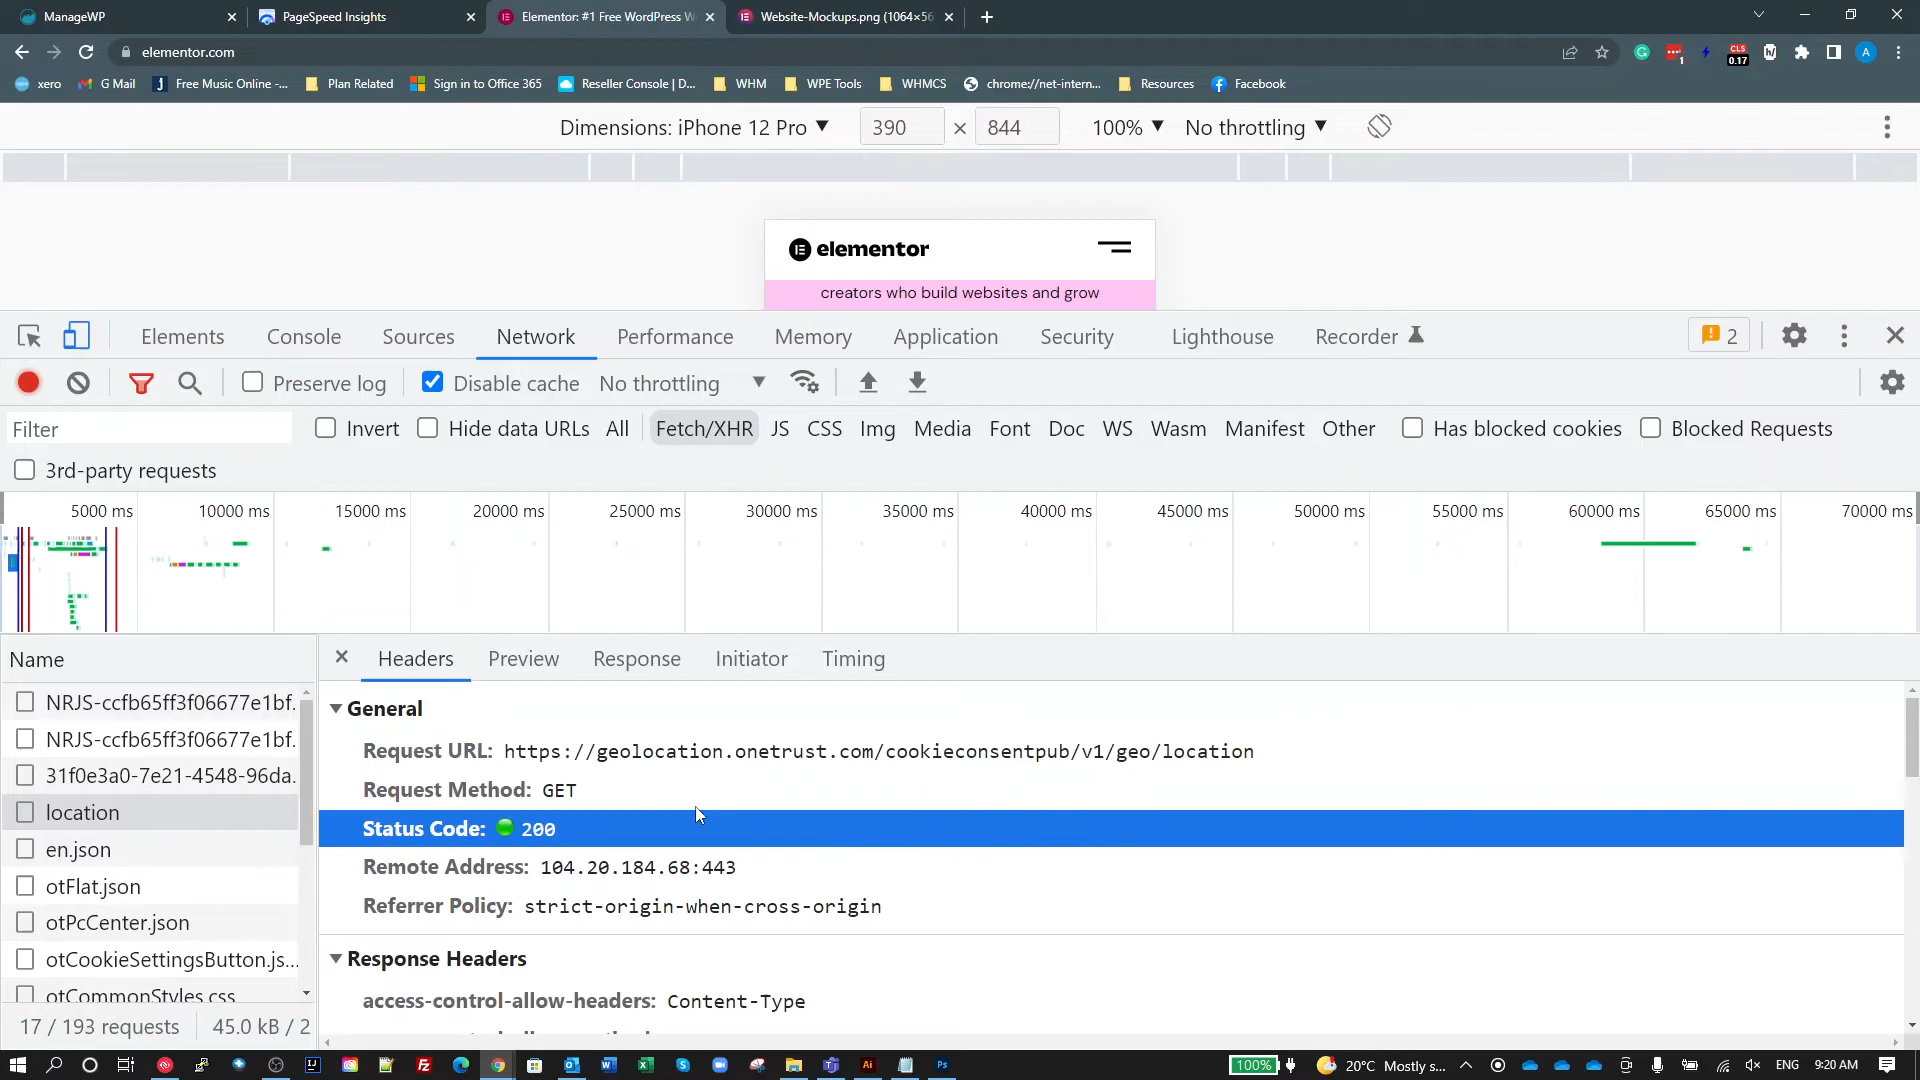 ManageWP
PageSpeed Insights
Elementor: #1 Free WordPress W
Website-Mockups.png (1064×56
elementor.com
CLS
0.17
1
A
xero
G Mail
Free Music Online -...
Plan Related
Sign in to Office 365
Reseller Console | D...
WHM
WPE Tools
WHMCS
chrome://net-intern...
Resources
Facebook
Dimensions: iPhone 12 Pro
390 × 844
100%
No throttling
elementor
creators who build websites and grow
Elements
Console
Sources
Network
Performance
Memory
Application
Security
Lighthouse
Recorder
2
Preserve log
Disable cache
No throttling
Filter
Invert
Hide data URLs
All
Fetch/XHR
JS
CSS
Img
Media
Font
Doc
WS
Wasm
Manifest
Other
Has blocked cookies
Blocked Requests
3rd-party requests
5000 ms
10000 ms
15000 ms
20000 ms
25000 ms
30000 ms
35000 ms
40000 ms
45000 ms
50000 ms
55000 ms
60000 ms
65000 ms
70000 ms
Name
Headers
Preview
Response
Initiator
Timing
NRJS-ccfb65ff3f06677e1bf.
NRJS-ccfb65ff3f06677e1bf.
31f0e3a0-7e21-4548-96da.
location
en.json
otFlat.json
otPcCenter.json
otCookieSettingsButton.js...
otCommonStyles.css
17 / 193 requests
45.0 kB / 2
General
Request URL: https://geolocation.onetrust.com/cookieconsentpub/v1/geo/location
Request Method: GET
Status Code: 200
Remote Address: 104.20.184.68:443
Referrer Policy: strict-origin-when-cross-origin
Response Headers
access-control-allow-headers: Content-Type
100%
20°C Mostly s...
ENG
9:20 AM